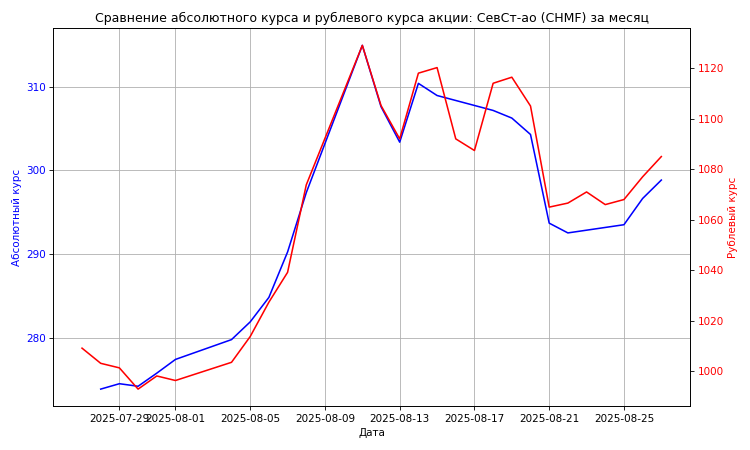 Сравнение абсолютного курса и рублевого курса акции: СевСт-ао (CHMF) за месяц
Абсолютный курс
310
300
290
280
1120
1100
1080
1060
1040
1020
1000
Рублевый курс
2025-07-29 2025-08-01 2025-08-05 2025-08-09 2025-08-13 2025-08-17 2025-08-21 2025-08-25
Дата